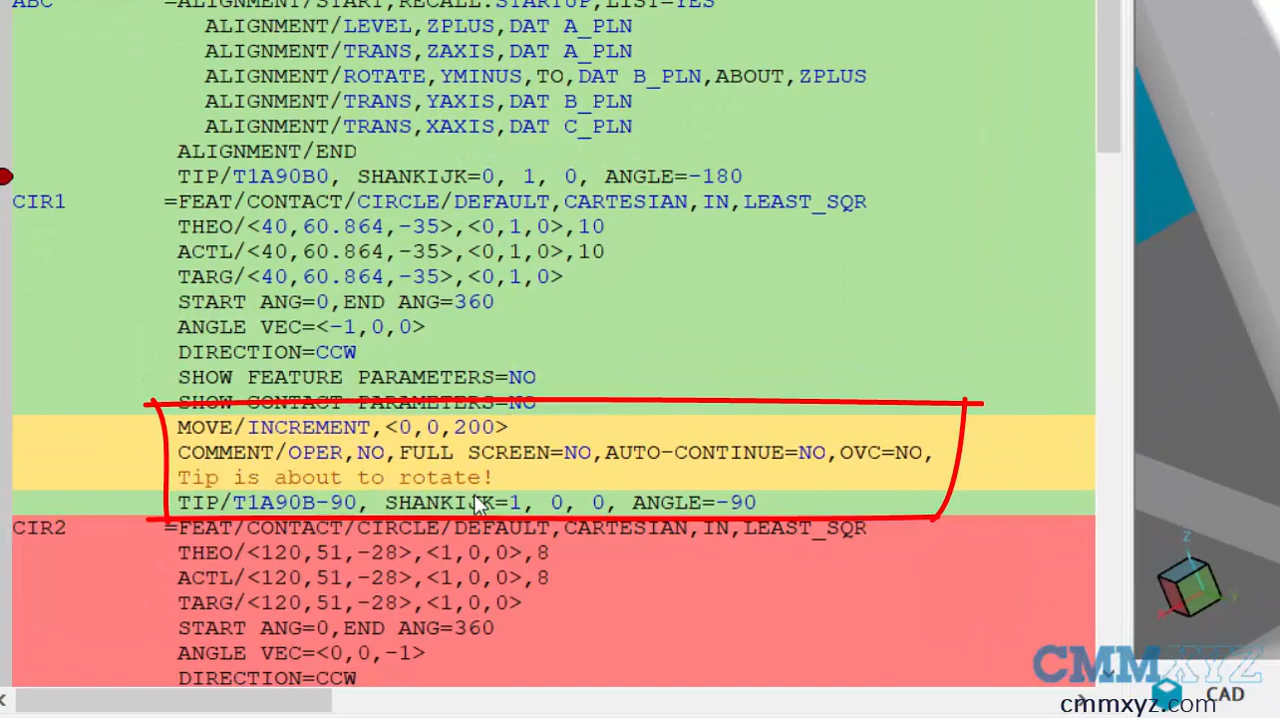 ABC =ALIGNMENT/START,RECALL:STARTUP,LIST=YES
ALIGNMENT/LEVEL,ZPLUS,DAT A_PLN
ALIGNMENT/TRANS,ZAXIS,DAT A_PLN
ALIGNMENT/ROTATE,YMINUS,TO,DAT B_PLN,ABOUT,ZPLUS
ALIGNMENT/TRANS,YAXIS,DAT B_PLN
ALIGNMENT/TRANS,XAXIS,DAT C_PLN
ALIGNMENT/END
TIP/T1A90B0, SHANKIJK=0, 1, 0, ANGLE=-180
CIR1 =FEAT/CONTACT/CIRCLE/DEFAULT,CARTESIAN,IN,LEAST_SQR
THEO/<40,60.864,-35>,<0,1,0>,10
ACTL/<40,60.864,-35>,<0,1,0>,10
TARG/<40,60.864,-35>,<0,1,0>
START ANG=0,END ANG=360
ANGLE VEC=<-1,0,0>
DIRECTION=CCW
SHOW FEATURE PARAMETERS=NO
SHOW CONTACT PARAMETERS=NO
MOVE/INCREMENT,<0,0,200>
COMMENT/OPER,NO,FULL SCREEN=NO,AUTO-CONTINUE=NO,OVC=NO,
Tip is about to rotate!
TIP/T1A90B-90, SHANKIJK=1, 0, 0, ANGLE=-90
CIR2 =FEAT/CONTACT/CIRCLE/DEFAULT,CARTESIAN,IN,LEAST_SQR
THEO/<120,51,-28>,<1,0,0>,8
ACTL/<120,51,-28>,<1,0,0>,8
TARG/<120,51,-28>,<1,0,0>
START ANG=0,END ANG=360
ANGLE VEC=<0,0,-1>
DIRECTION=CCW
Z
Y
CMMXYZ
CAD
cmmxyz.com